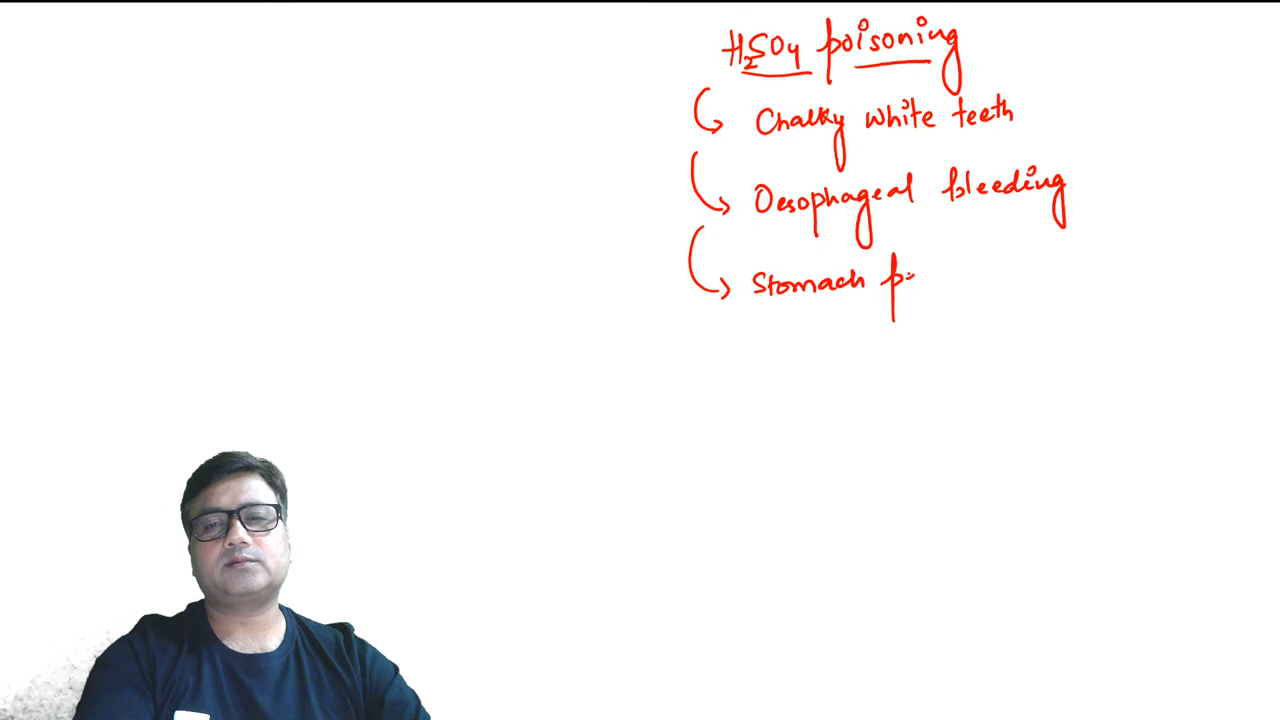 H2SO4 poisoning
Chalky white teeth
Oesophageal bleeding
Stomach p